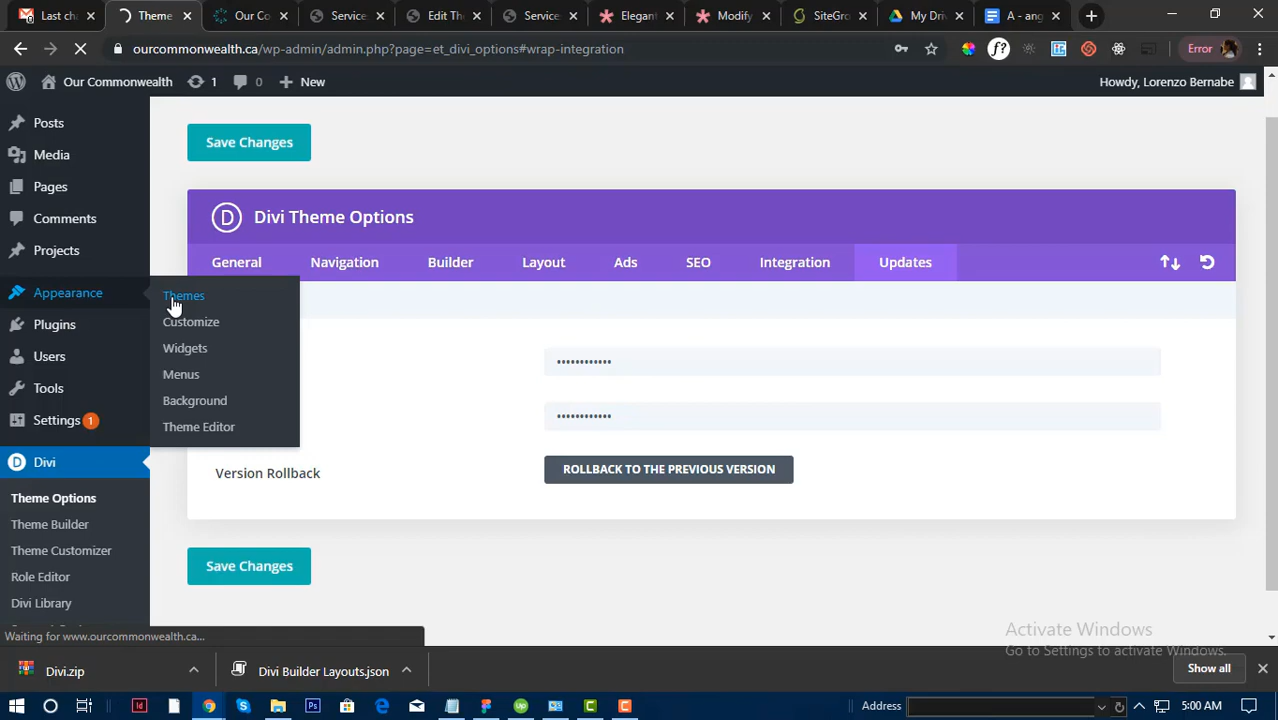 Last cha
Theme
Our Co
Service
Edit The
Service
Elegant
Modify
SiteGro
My Driv
A - ang
ourcommonwealth.ca/wp-admin/admin.php?page=et_divi_options#wrap-integration
Error
Our Commonwealth
1
0
New
Howdy, Lorenzo Bernabe
Posts
Media
Pages
Comments
Projects
Appearance
Plugins
Users
Tools
Settings 1
Divi
Theme Options
Theme Builder
Theme Customizer
Role Editor
Divi Library
Themes
Customize
Widgets
Menus
Background
Theme Editor
Save Changes
Divi Theme Options
General
Navigation
Builder
Layout
Ads
SEO
Integration
Updates
••••••••••••
••••••••••••
Version Rollback
ROLLBACK TO THE PREVIOUS VERSION
Save Changes
Waiting for www.ourcommonwealth.ca...
Activate Windows
Go to Settings to activate Windows.
Divi.zip
Divi Builder Layouts.json
Show all
Address
5:00 AM